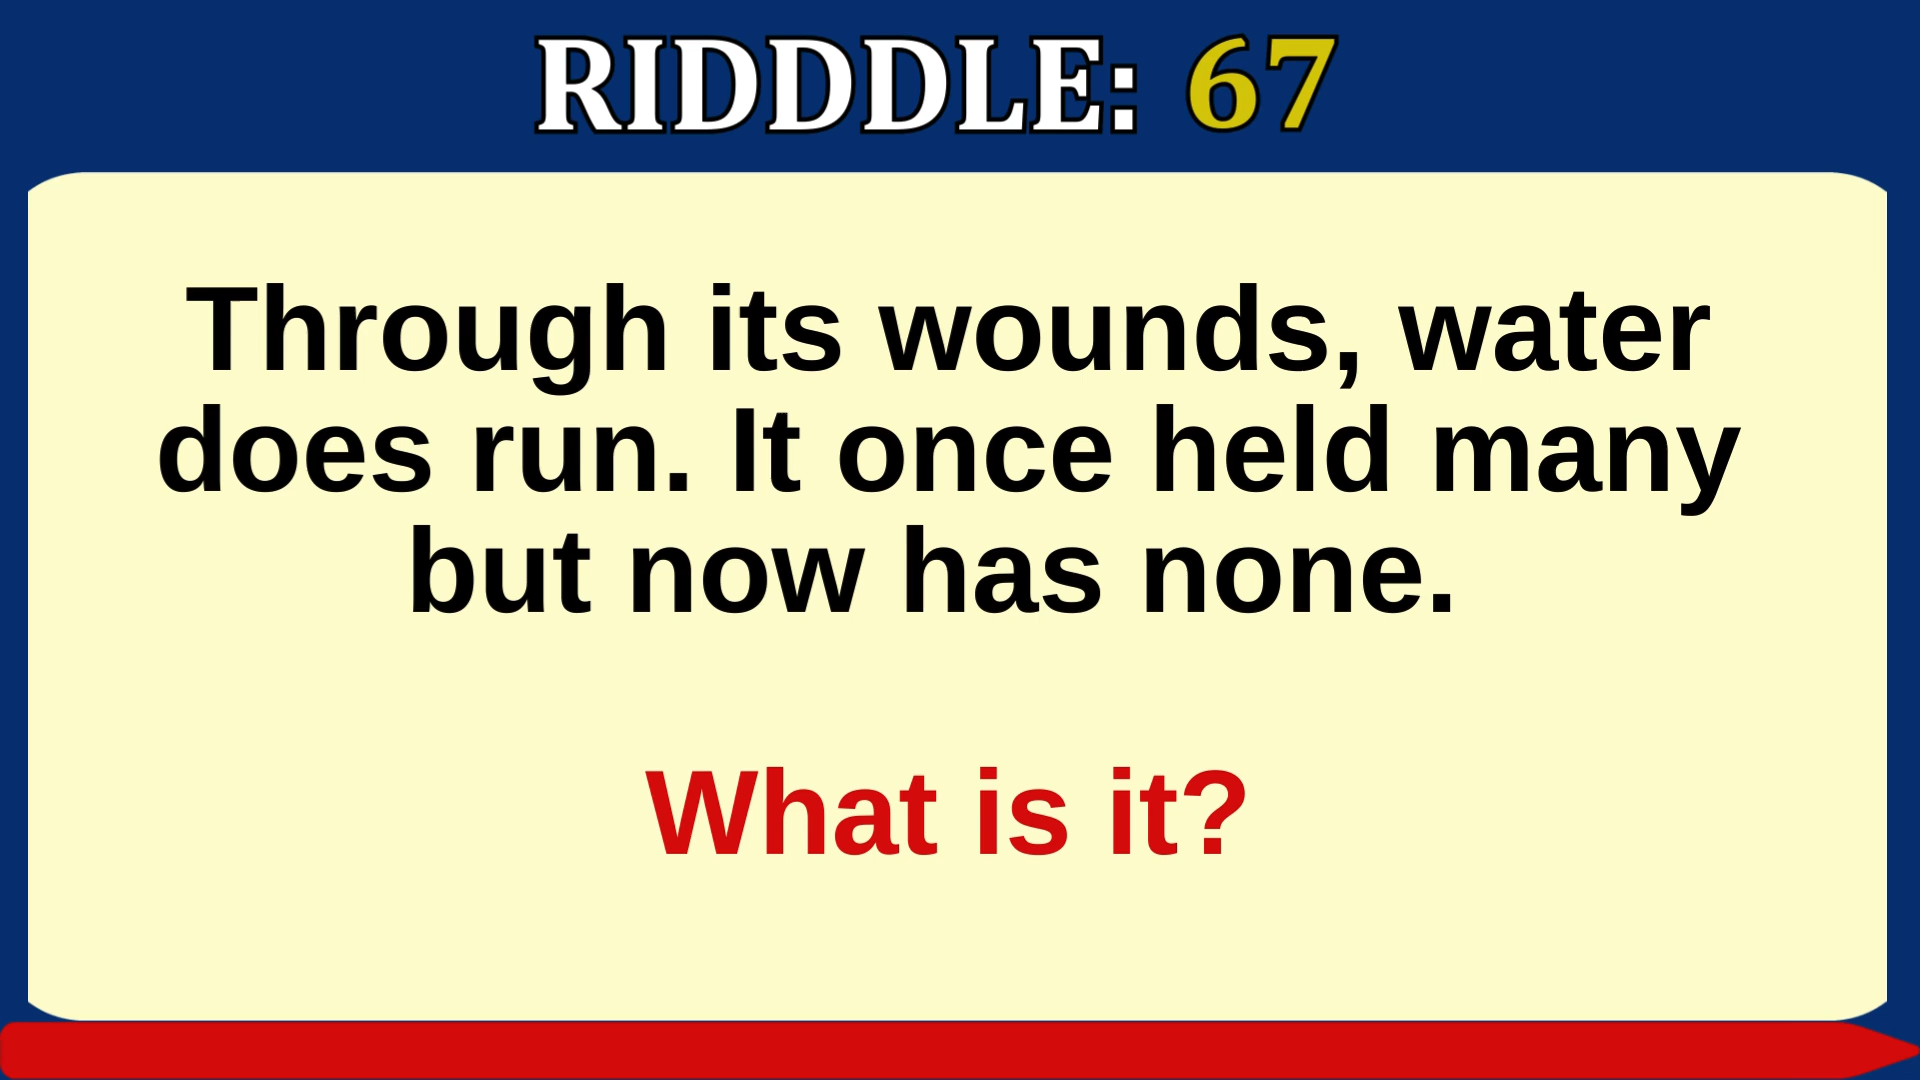 RIDDDLE: 67
Through its wounds, water
does run. It once held many
but now has none.
What is it?